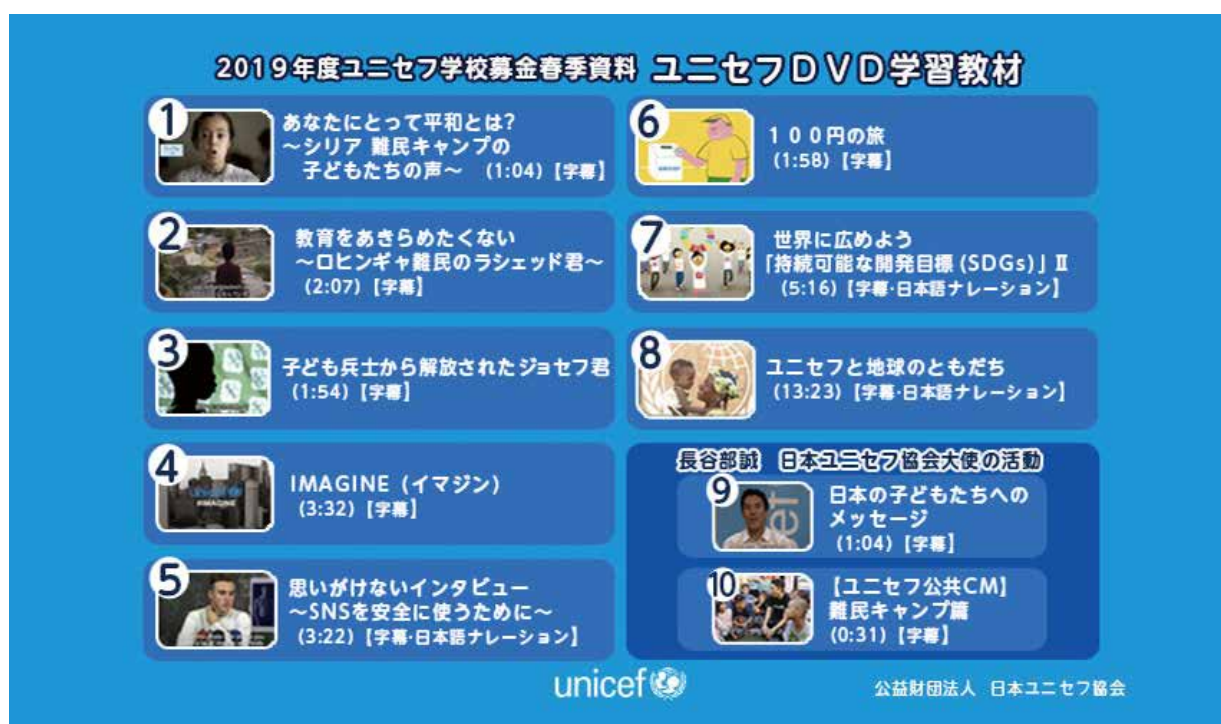 2019年度ユニセフ学校募金春季資料 ユニセフDVD学習教材
1
あなたにとって平和とは?
~シリア 難民キャンプの
子どもたちの声~ (1:04)【字幕】
2
教育をあきらめたくない
~ロヒンギャ難民のラシェッド君~
(2:07)【字幕】
3
子ども兵士から解放されたジョセフ君
(1:54)【字幕】
4
unicef
#IMAGINE
IMAGINE(イマジン)
(3:32)【字幕】
5
思いがけないインタビュー
~SNSを安全に使うために~
(3:22)【字幕・日本語ナレーション】
6
100円の旅
(1:58)【字幕】
7
世界に広めよう
「持続可能な開発目標(SDGs)」Ⅱ
(5:16)【字幕・日本語ナレーション】
8
ユニセフと地球のともだち
(13:23)【字幕・日本語ナレーション】
長谷部誠 日本ユニセフ協会大使の活動
9
日本の子どもたちへの
メッセージ
(1:04)【字幕】
10
【ユニセフ公共CM】
難民キャンプ篇
(0:31)【字幕】
unicef
公益財団法人 日本ユニセフ協会